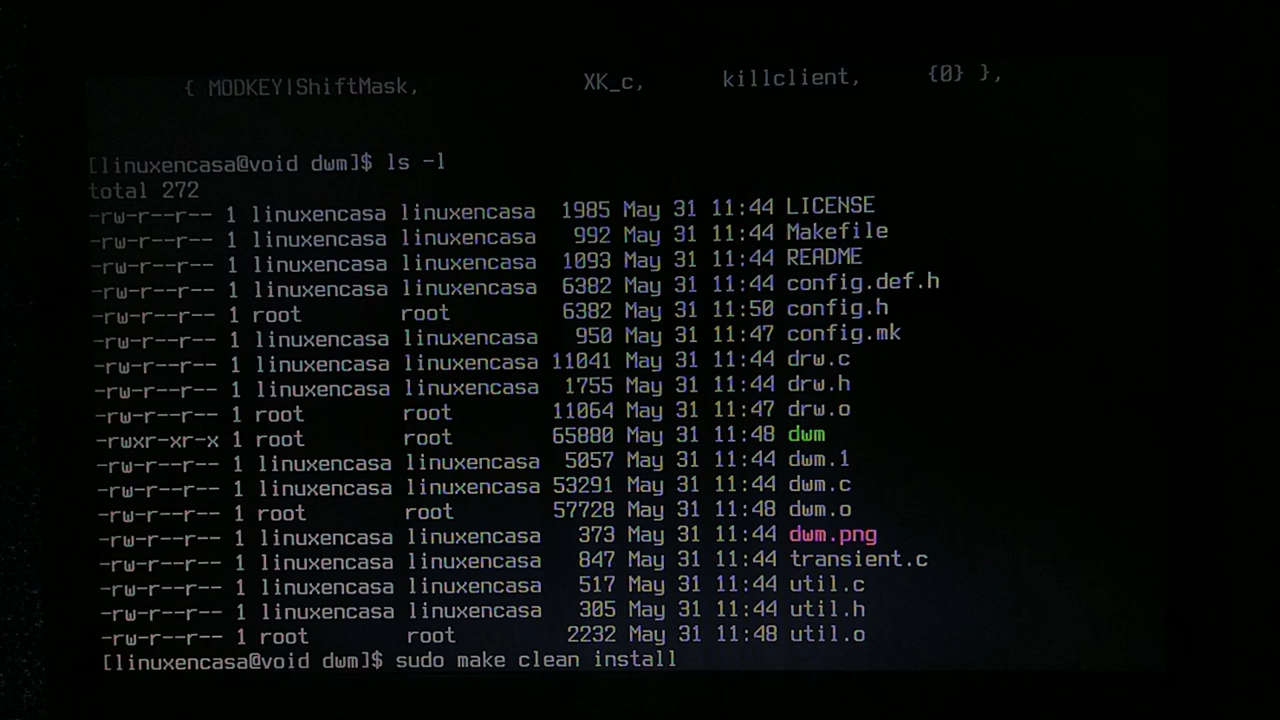 { MODKEY|ShiftMask, XK_c, killclient, {0} },
[linuxencasa@void dwm]$ ls -l
total 272
-rw-r--r-- 1 linuxencasa linuxencasa 1985 May 31 11:44 LICENSE
-rw-r--r-- 1 linuxencasa linuxencasa 992 May 31 11:44 Makefile
-rw-r--r-- 1 linuxencasa linuxencasa 1093 May 31 11:44 README
-rw-r--r-- 1 linuxencasa linuxencasa 6382 May 31 11:44 config.def.h
-rw-r--r-- 1 root root 6382 May 31 11:50 config.h
-rw-r--r-- 1 linuxencasa linuxencasa 950 May 31 11:47 config.mk
-rw-r--r-- 1 linuxencasa linuxencasa 11041 May 31 11:44 drw.c
-rw-r--r-- 1 linuxencasa linuxencasa 1755 May 31 11:44 drw.h
-rw-r--r-- 1 root root 11064 May 31 11:47 drw.o
-rwxr-xr-x 1 root root 65880 May 31 11:48 dwm
-rw-r--r-- 1 linuxencasa linuxencasa 5057 May 31 11:44 dwm.1
-rw-r--r-- 1 linuxencasa linuxencasa 53291 May 31 11:44 dwm.c
-rw-r--r-- 1 root root 57728 May 31 11:48 dwm.o
-rw-r--r-- 1 linuxencasa linuxencasa 373 May 31 11:44 dwm.png
-rw-r--r-- 1 linuxencasa linuxencasa 847 May 31 11:44 transient.c
-rw-r--r-- 1 linuxencasa linuxencasa 517 May 31 11:44 util.c
-rw-r--r-- 1 linuxencasa linuxencasa 305 May 31 11:44 util.h
-rw-r--r-- 1 root root 2232 May 31 11:48 util.o
[linuxencasa@void dwm]$ sudo make clean install